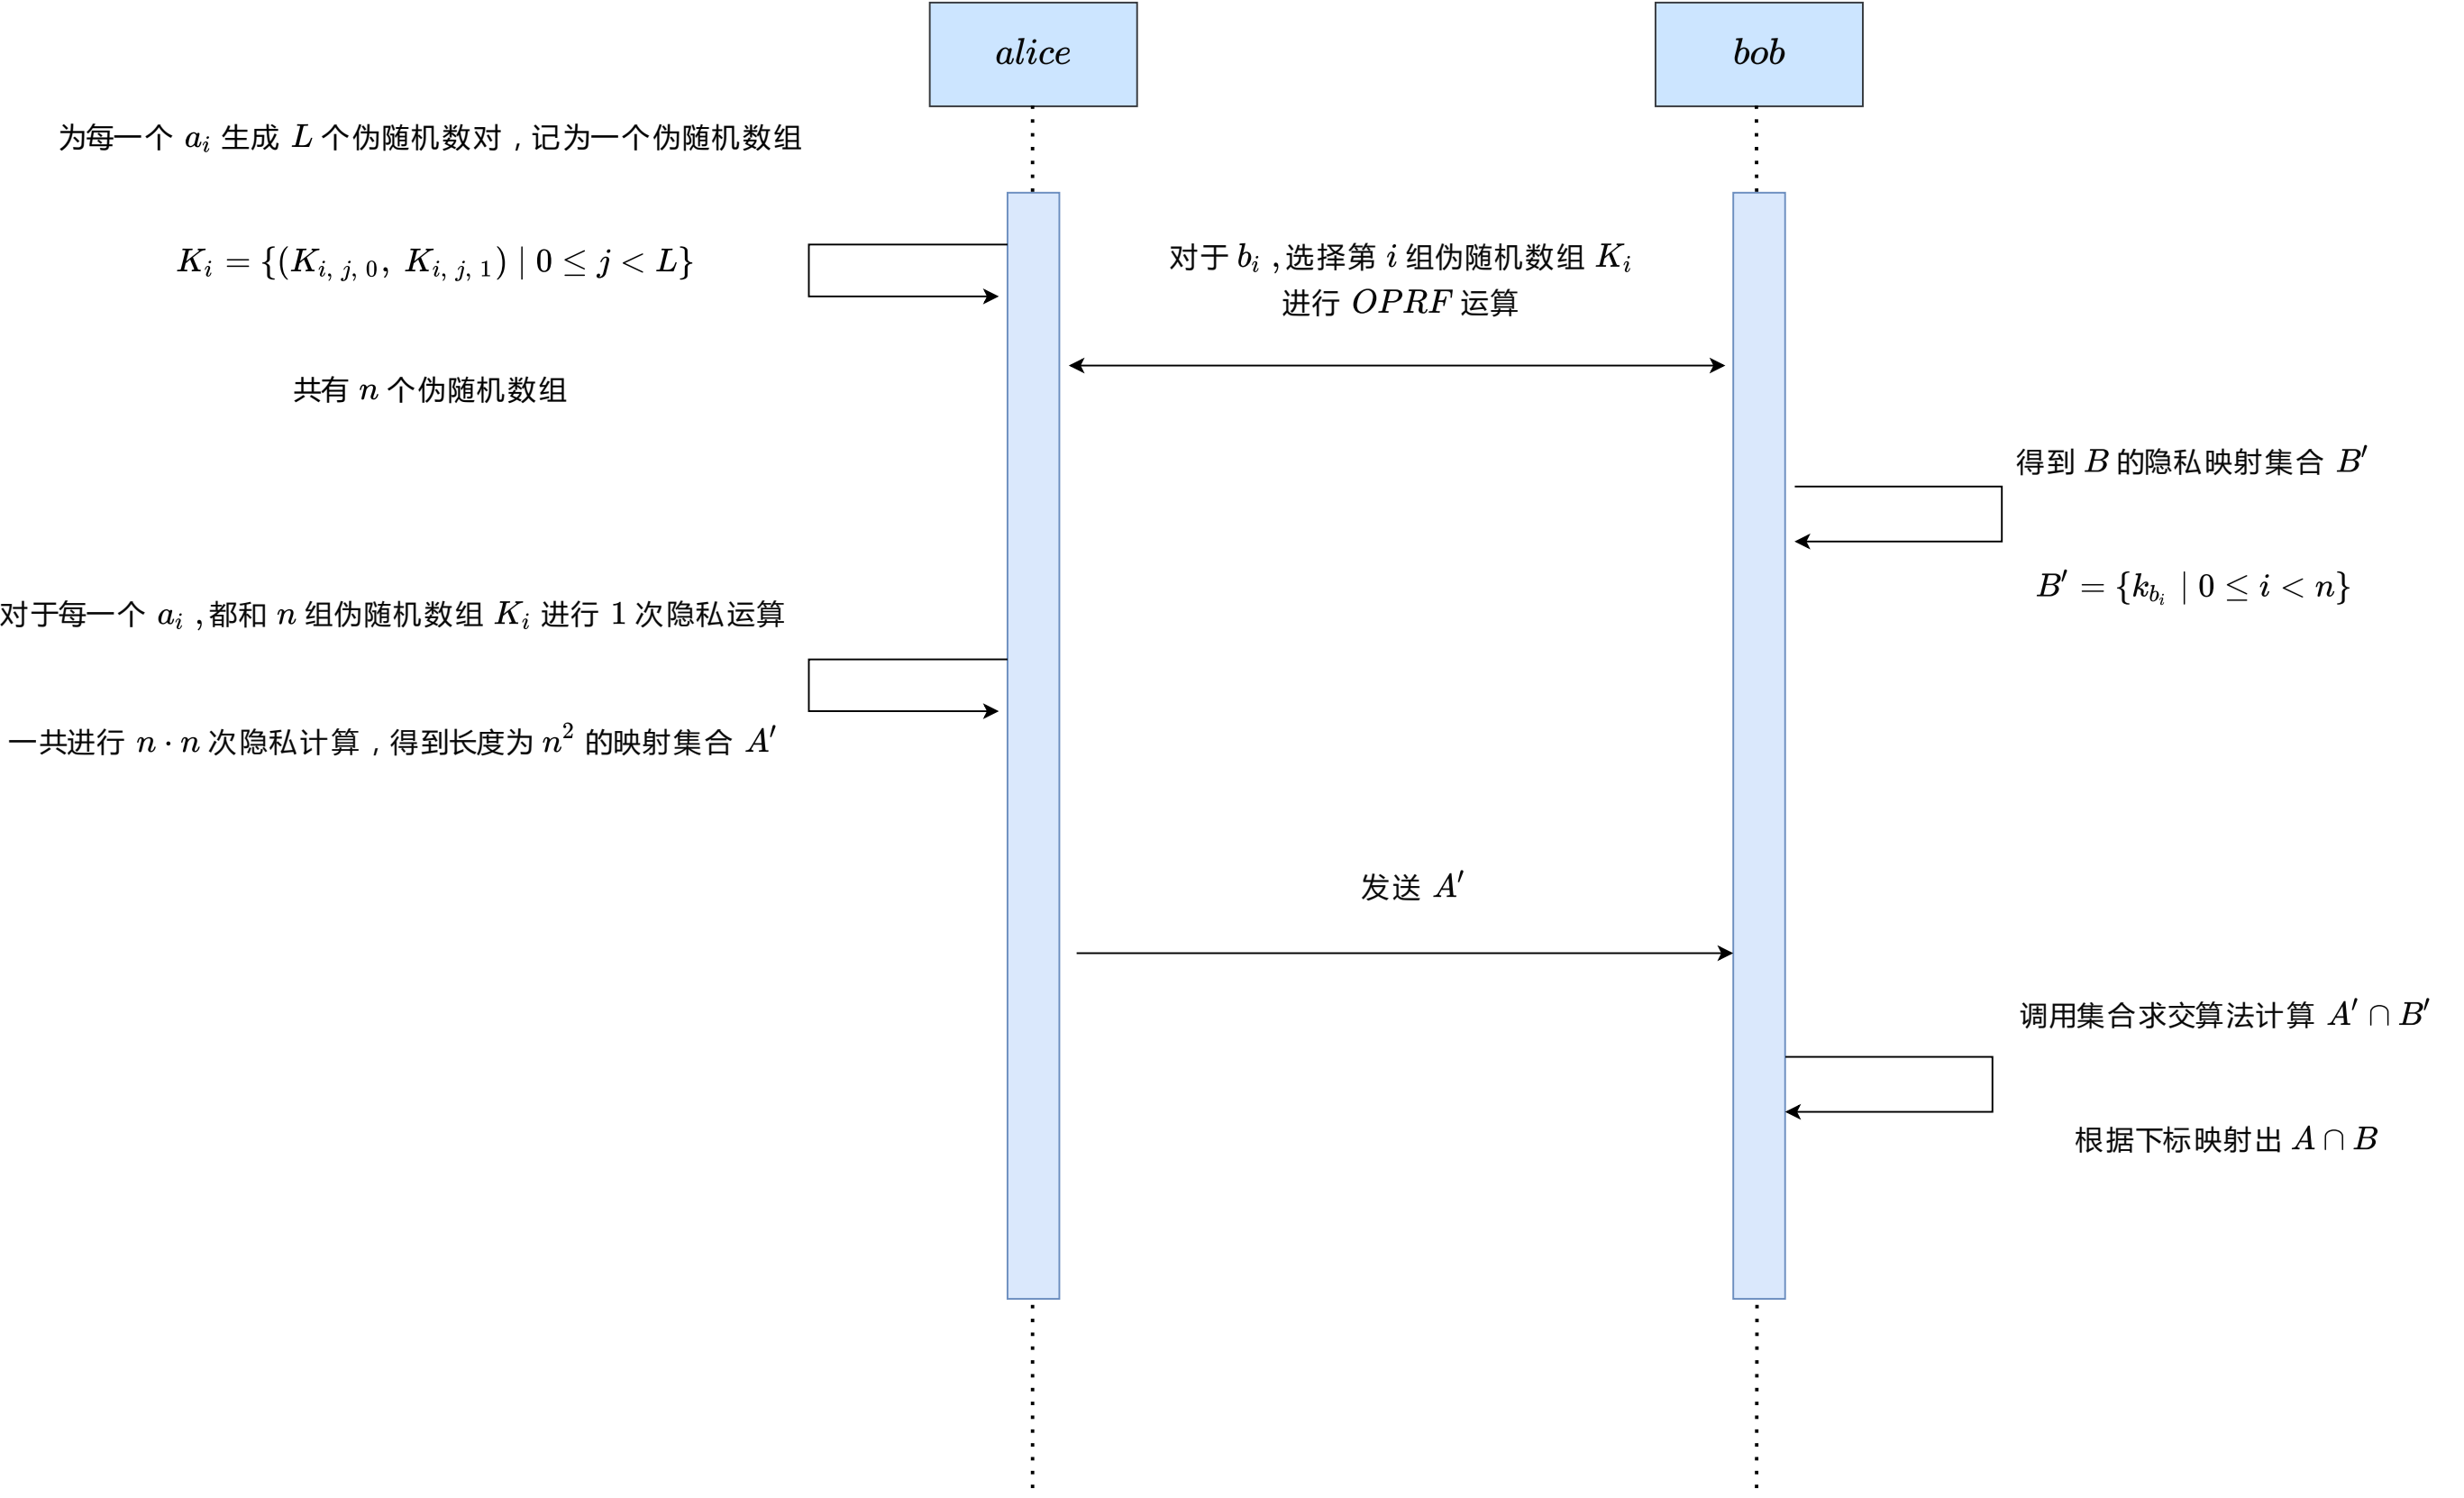 alice
bob
为每一个 a_i 生成 L 个伪随机数对，记为一个伪随机数组
K_i = {(K_{i, j, 0}, K_{i, j, 1}) | 0 ≤ j < L}
共有 n 个伪随机数组
对于 b_i ,选择第 i 组伪随机数组 K_i
进行 OPRF 运算
得到 B 的隐私映射集合 B′
B′ = {k_{b_i} | 0 ≤ i < n}
对于每一个 a_i ,都和 n 组伪随机数组 K_i 进行 1 次隐私运算
一共进行 n · n 次隐私计算，得到长度为 n² 的映射集合 A′
发送 A′
调用集合求交算法计算 A′ ∩ B′
根据下标映射出 A ∩ B